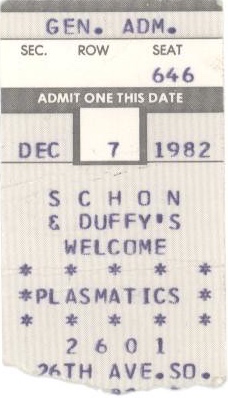 GEN. ADM.
SEC. ROW SEAT
646
ADMIT ONE THIS DATE
DEC 7 1982
SCHON
& DUFFY'S
WELCOME
* * * * *
*PLASMATICS *
* * * * *
2601
26TH AVE.SO.